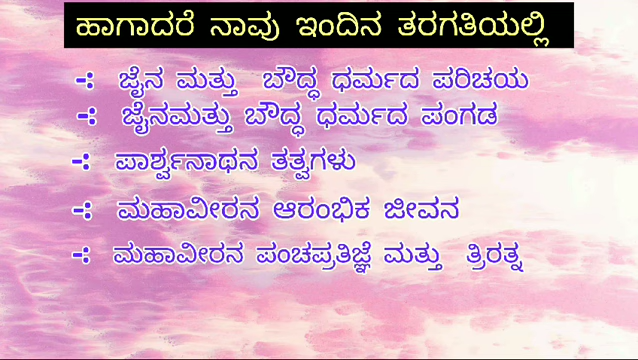 ಹಾಗಾದರೆ ನಾವು ಇಂದಿನ ತರಗತಿಯಲ್ಲಿ
-: ಜೈನ ಮತ್ತು ಬೌದ್ಧ ಧರ್ಮದ ಪರಿಚಯ
-: ಜೈನಮತ್ತು ಬೌದ್ಧ ಧರ್ಮದ ಪಂಗಡ
-: ಪಾರ್ಶ್ವನಾಥನ ತತ್ವಗಳು
-: ಮಹಾವೀರನ ಆರಂಭಿಕ ಜೀವನ
-: ಮಹಾವೀರನ ಪಂಚಪ್ರತಿಜ್ಞೆ ಮತ್ತು ತ್ರಿರತ್ನ